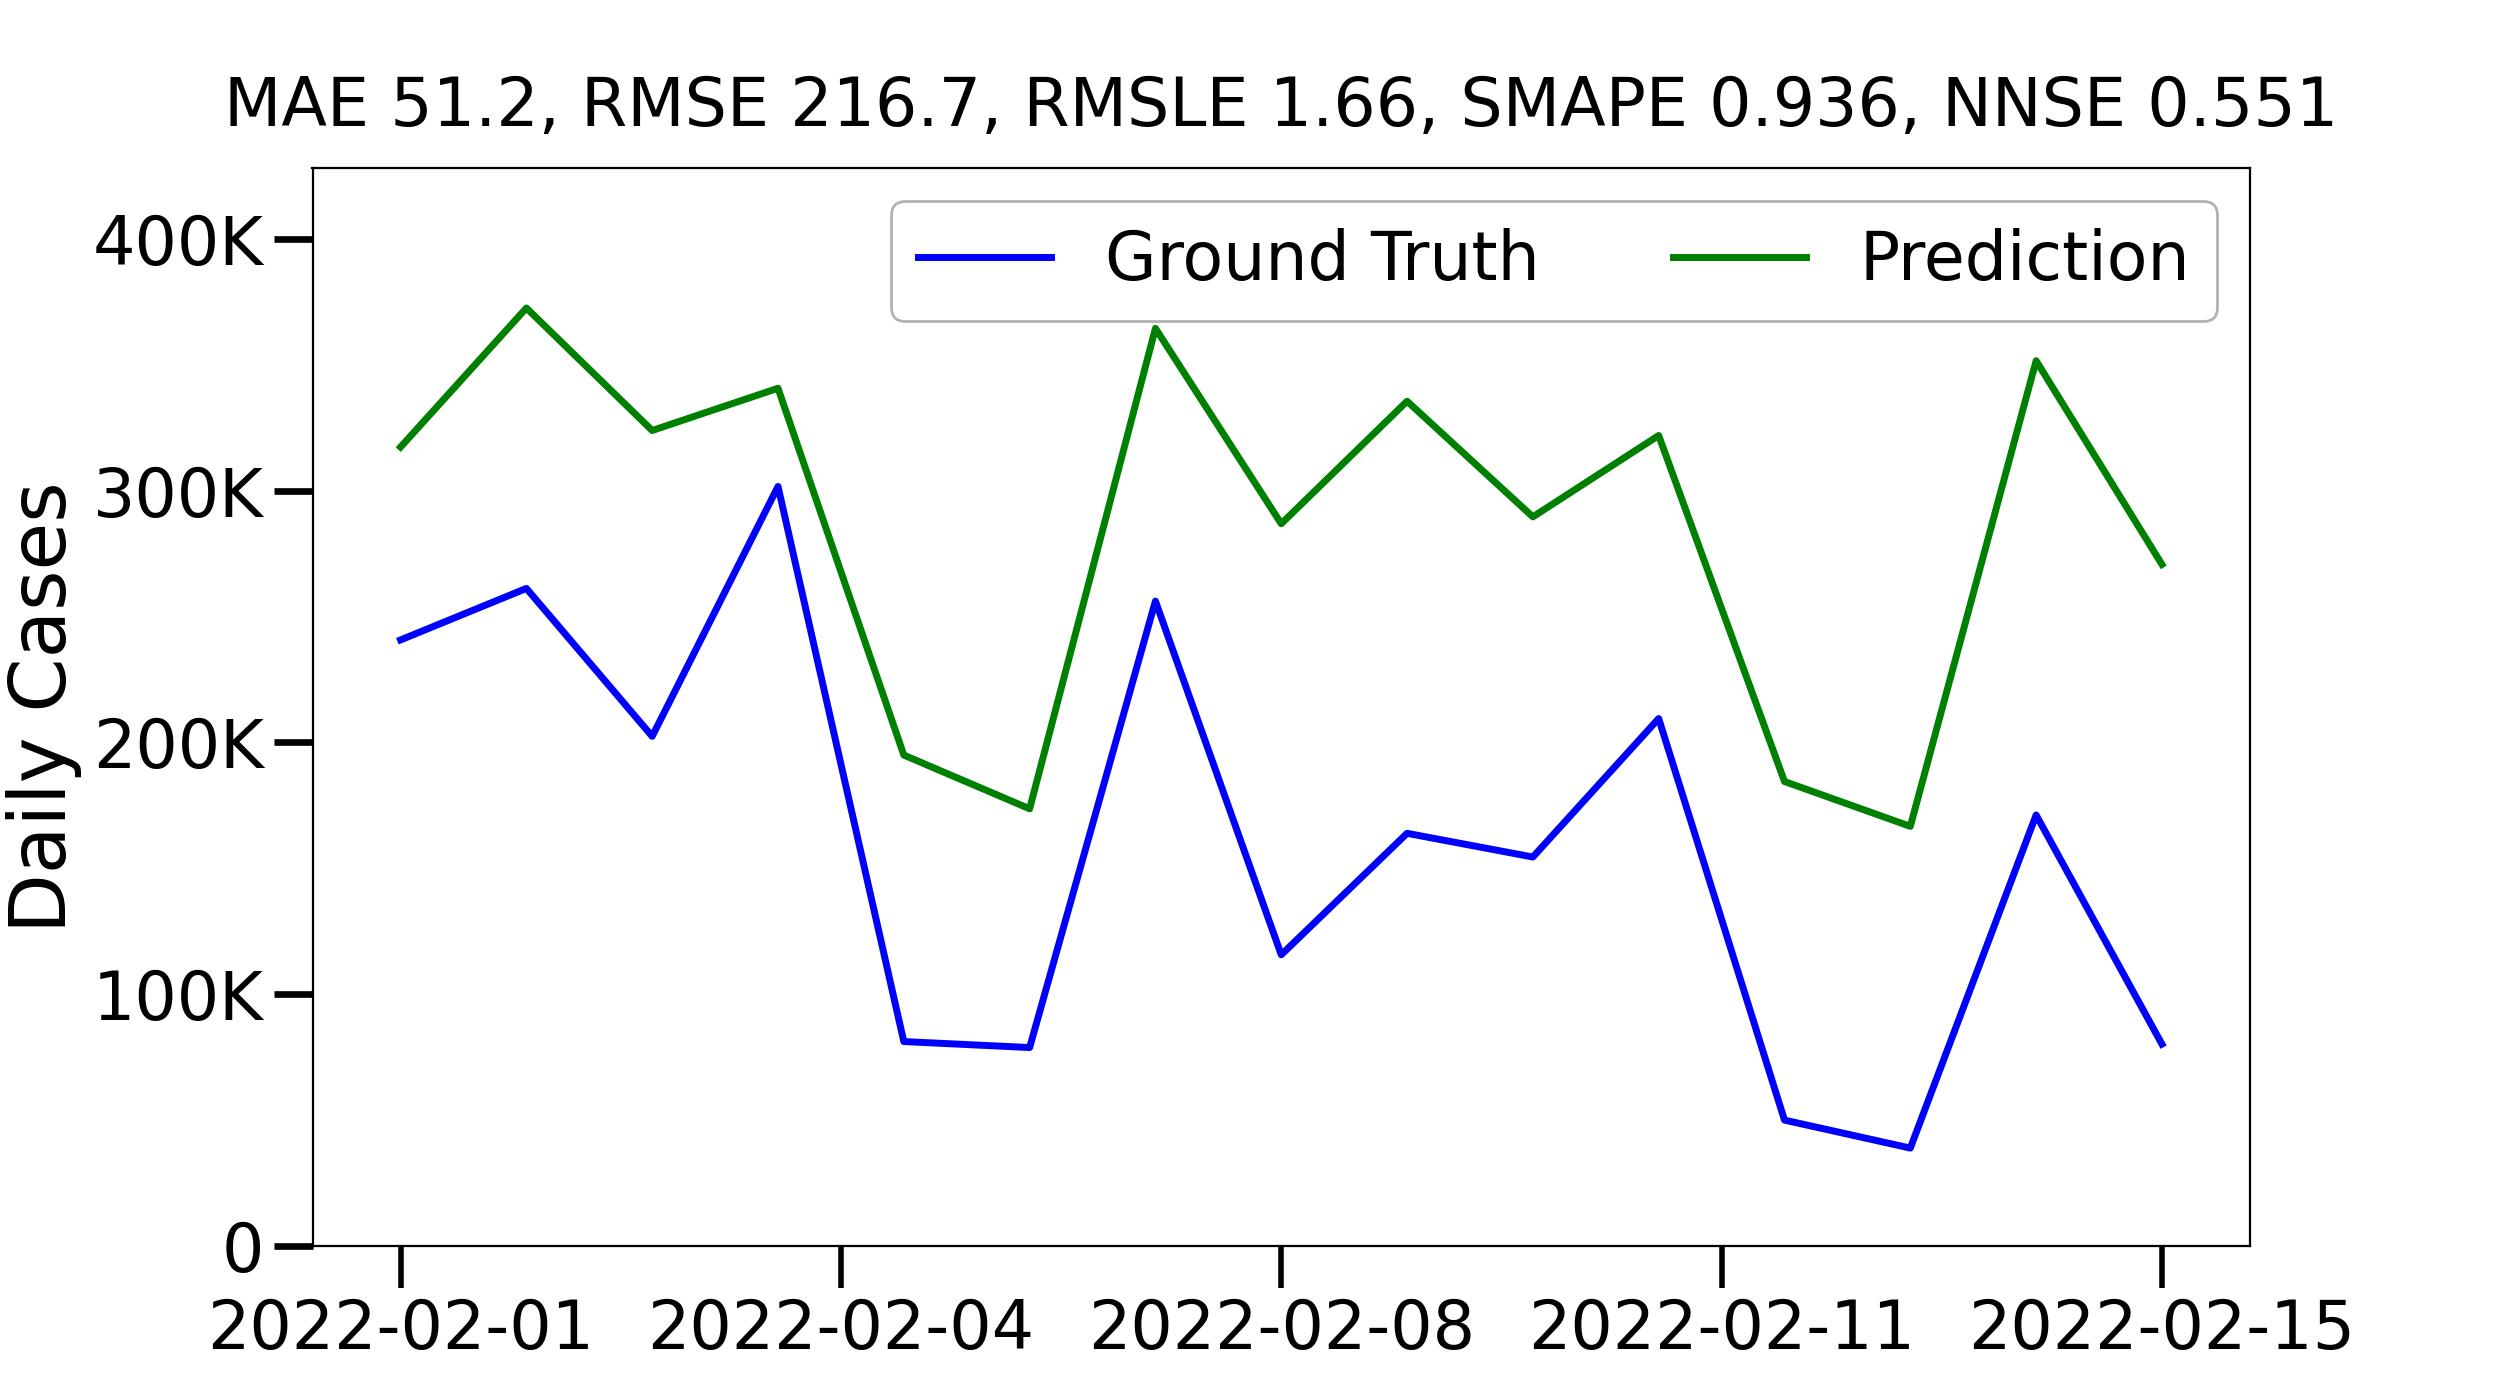 MAE 51.2, RMSE 216.7, RMSLE 1.66, SMAPE 0.936, NNSE 0.551
Ground Truth Prediction
Daily Cases
400K
300K
200K
100K
0
2022-02-01 2022-02-04 2022-02-08 2022-02-11 2022-02-15